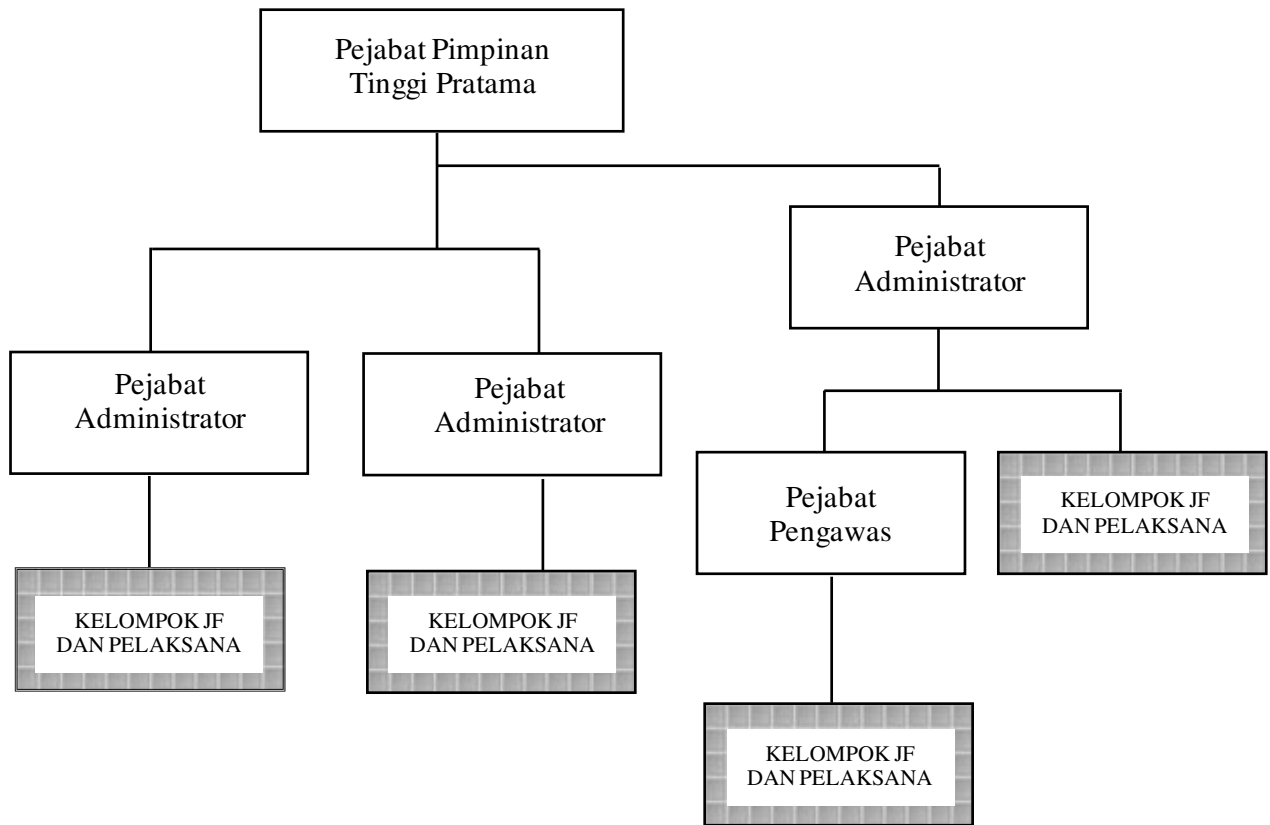 Pejabat Pimpinan
Tinggi Pratama
Pejabat
Administrator
Pejabat
Administrator
Pejabat
Administrator
Pejabat
Pengawas
KELOMPOK JF
DAN PELAKSANA
KELOMPOK JF
DAN PELAKSANA
KELOMPOK JF
DAN PELAKSANA
KELOMPOK JF
DAN PELAKSANA